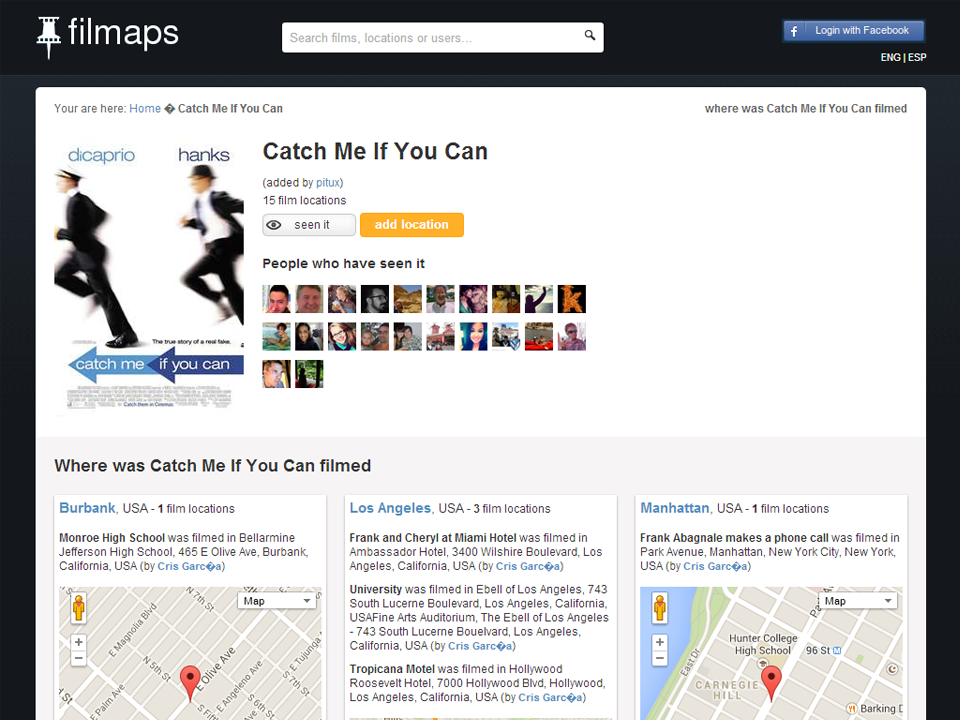 filmaps
Search films, locations or users...
Login with Facebook
ENG | ESP
Your are here: Home � Catch Me If You Can
where was Catch Me If You Can filmed
dicaprio hanks
The true story of a real fake.
catch me if you can
Catch them in Cinemas
Catch Me If You Can
(added by pitux)
15 film locations
seen it
add location
People who have seen it
Where was Catch Me If You Can filmed
Burbank, USA - 1 film locations
Monroe High School was filmed in Bellarmine
Jefferson High School, 465 E Olive Ave, Burbank,
California, USA (by Cris Garc�a)
Map
N 7th St
E Magnolia Blvd
N 5th St
E Olive Ave
E Tujunga
E Angeleno Ave
N 6th St
E Palm Ave
S Fift
Los Angeles, USA - 3 film locations
Frank and Cheryl at Miami Hotel was filmed in
Ambassador Hotel, 3400 Wilshire Boulevard, Los
Angeles, California, USA (by Cris Garc�a)
University was filmed in Ebell of Los Angeles, 743
South Lucerne Boulevard, Los Angeles, California,
USAFine Arts Auditorium, The Ebell of Los Angeles
- 743 South Lucerne Bouelvard, Los Angeles,
California, USA (by Cris Garc�a)
Tropicana Motel was filmed in Hollywood
Roosevelt Hotel, 7000 Hollywood Blvd, Hollywood,
Los Angeles, California, USA (by Cris Garc�a)
Manhattan, USA - 1 film locations
Frank Abagnale makes a phone call was filmed in
Park Avenue, Manhattan, New York City, New York,
USA (by Cris Garc�a)
Map
Hunter College
High School
96 St
East Dr
CARNEGIE
HILL
Barking D